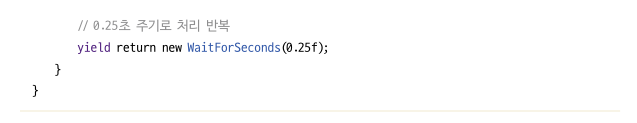 // 0.25초 주기로 처리 반복
yield return new WaitForSeconds(0.25f);
}
}